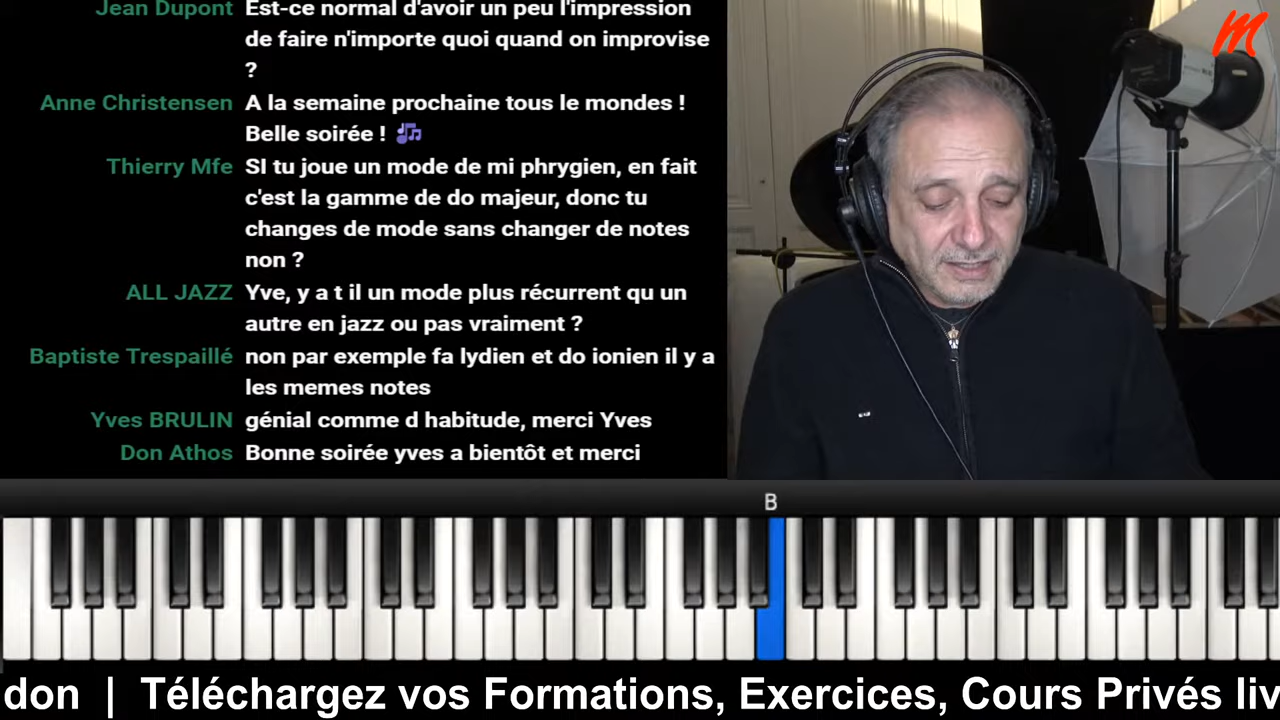 Jean Dupont Est-ce normal d'avoir un peu l'impression
de faire n'importe quoi quand on improvise
?
Anne Christensen A la semaine prochaine tous le mondes !
Belle soirée ! 🎶
Thierry Mfe SI tu joue un mode de mi phrygien, en fait
c'est la gamme de do majeur, donc tu
changes de mode sans changer de notes
non ?
ALL JAZZ Yve, y a t il un mode plus récurrent qu un
autre en jazz ou pas vraiment ?
Baptiste Trespaillé non par exemple fa lydien et do ionien il y a
les memes notes
Yves BRULIN génial comme d habitude, merci Yves
Don Athos Bonne soirée yves a bientôt et merci
M
B
don | Téléchargez vos Formations, Exercices, Cours Privés liv